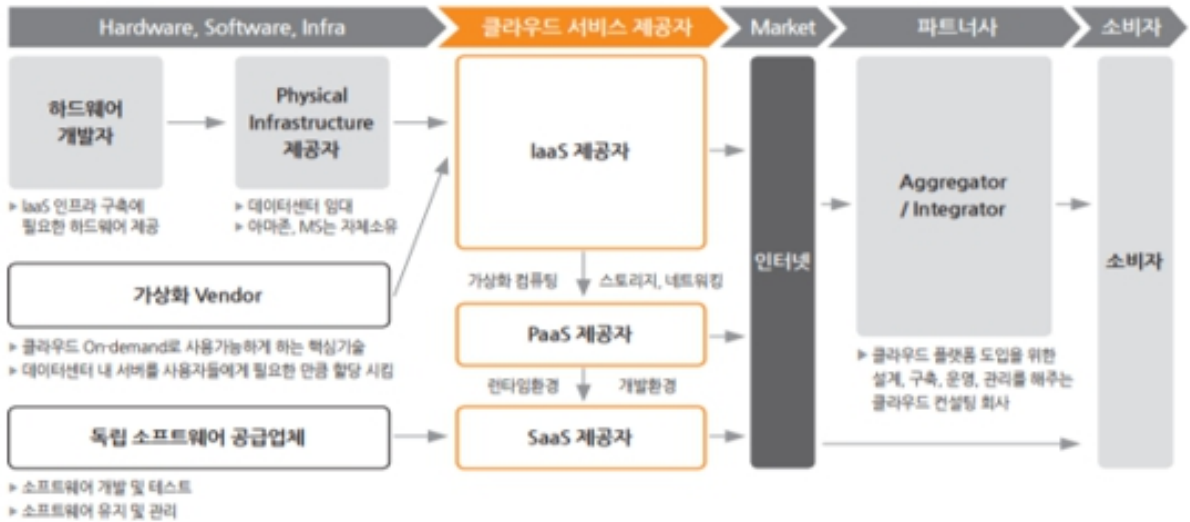 Hardware, Software, Infra
클라우드 서비스 제공자
Market
파트너사
소비자
하드웨어
개발자
▶ IaaS 인프라 구축에
필요한 하드웨어 제공
Physical
Infrastructure
제공자
▶ 데이터센터 임대
▶ 아마존, MS는 자체소유
가상화 Vendor
▶ 클라우드 On-demand로 사용가능하게 하는 핵심기술
▶ 데이터센터 내 서버를 사용자들에게 필요한 만큼 할당 시킴
독립 소프트웨어 공급업체
▶ 소프트웨어 개발 및 테스트
▶ 소프트웨어 유지 및 관리
IaaS 제공자
가상화 컴퓨팅
스토리지, 네트워킹
PaaS 제공자
런타임환경
개발환경
SaaS 제공자
인터넷
Aggregator
/ Integrator
▶ 클라우드 플랫폼 도입을 위한
설계, 구축, 운영, 관리를 해주는
클라우드 컨설팅 회사
소비자